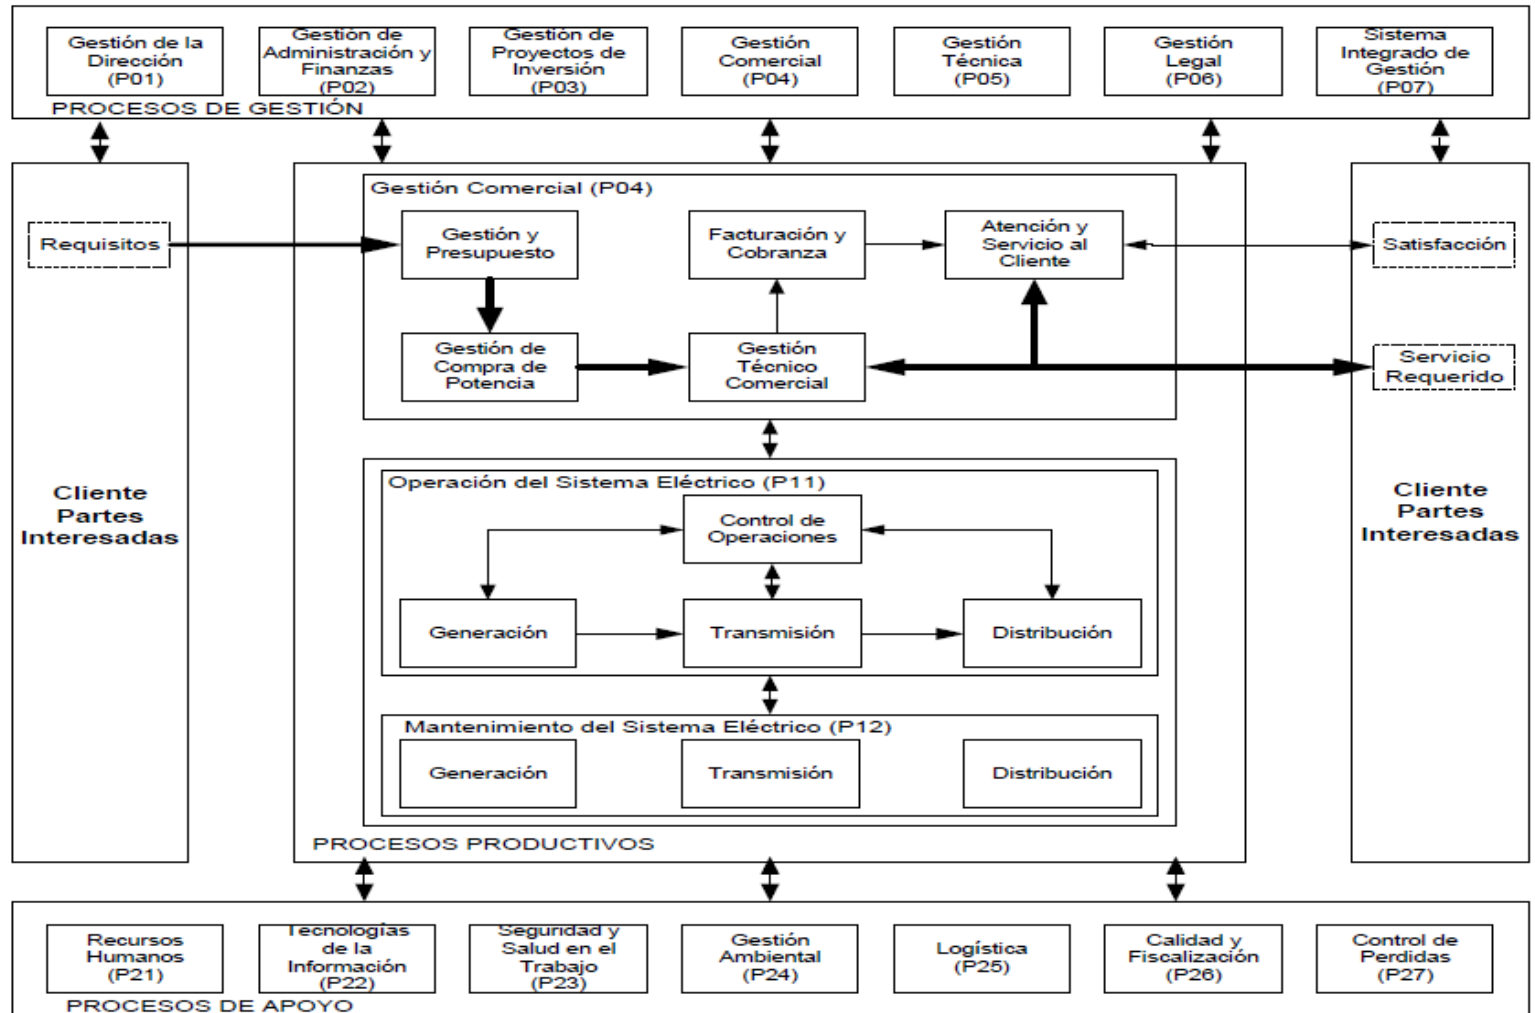 Gestión de la
Dirección
(P01)
Gestión de
Administración y
Finanzas
(P02)
Gestión de
Proyectos de
Inversión
(P03)
Gestión
Comercial
(P04)
Gestión
Técnica
(P05)
Gestión
Legal
(P06)
Sistema
Integrado de
Gestión
(P07)
PROCESOS DE GESTIÓN
Requisitos
Cliente
Partes
Interesadas
Gestión Comercial (P04)
Gestión y
Presupuesto
Facturación y
Cobranza
Atención y
Servicio al
Cliente
Gestión de
Compra de
Potencia
Gestión
Técnico
Comercial
Operación del Sistema Eléctrico (P11)
Control de
Operaciones
Generación
Transmisión
Distribución
Mantenimiento del Sistema Eléctrico (P12)
Generación
Transmisión
Distribución
PROCESOS PRODUCTIVOS
Satisfacción
Servicio
Requerido
Cliente
Partes
Interesadas
Recursos
Humanos
(P21)
Tecnologías
de la
Información
(P22)
Seguridad y
Salud en el
Trabajo
(P23)
Gestión
Ambiental
(P24)
Logística
(P25)
Calidad y
Fiscalización
(P26)
Control de
Perdidas
(P27)
PROCESOS DE APOYO